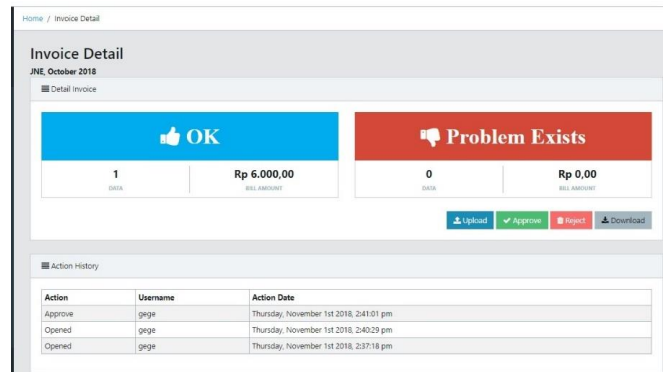 Home / Invoice Detail
Invoice Detail
JNE, October 2018
Detail Invoice
OK
Problem Exists
1
DATA
Rp 6.000,00
BILL AMOUNT
0
DATA
Rp 0,00
BILL AMOUNT
Upload Approve Reject Download
Action History
Action Username Action Date
Approve gege Thursday, November 1st 2018, 2:41:01 pm
Opened gege Thursday, November 1st 2018, 2:40:29 pm
Opened gege Thursday, November 1st 2018, 2:37:18 pm